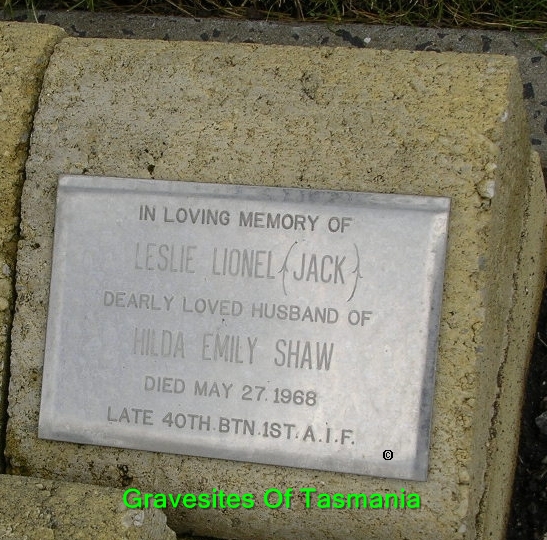 IN LOVING MEMORY OF
LESLIE LIONEL (JACK)
DEARLY LOVED HUSBAND OF
HILDA EMILY SHAW
DIED MAY 27. 1968
LATE 40TH. BTN. 1ST. A.I.F.
©
Gravesites Of Tasmania